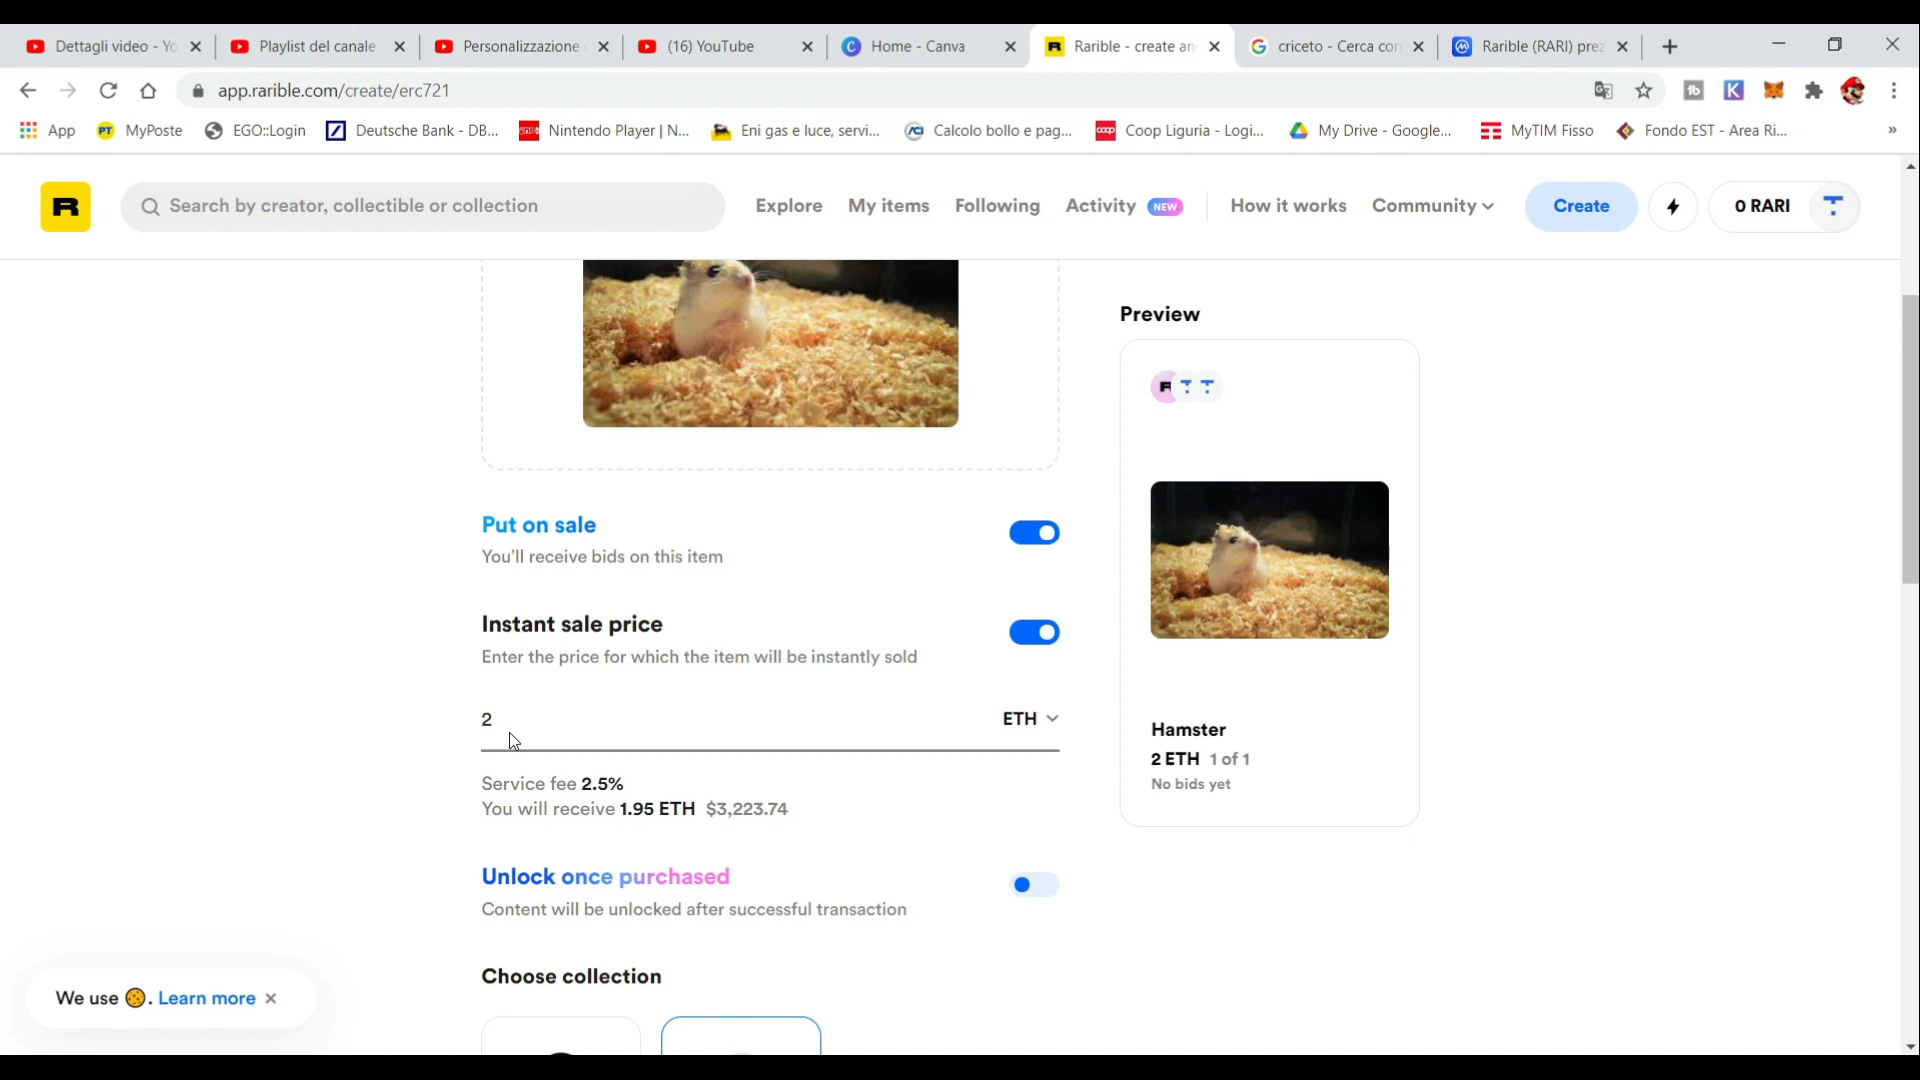 Dettagli video - Yo
Playlist del canale
Personalizzazione
(16) YouTube
Home - Canva
Rarible - create an
criceto - Cerca con
Rarible (RARI) prez
app.rarible.com/create/erc721
App
MyPoste
EGO::Login
Deutsche Bank - DB...
Nintendo Player | N...
Eni gas e luce, servi...
Calcolo bollo e pag...
Coop Liguria - Logi...
My Drive - Google...
MyTIM Fisso
Fondo EST - Area Ri...
»
R
Search by creator, collectible or collection
Explore
My items
Following
Activity NEW
How it works
Community
Create
0 RARI
Preview
Put on sale
You'll receive bids on this item
Instant sale price
Enter the price for which the item will be instantly sold
2 ETH
Service fee 2.5%
You will receive 1.95 ETH $3,223.74
Hamster
2 ETH 1 of 1
No bids yet
Unlock once purchased
Content will be unlocked after successful transaction
Choose collection
We use 🍪. Learn more ×